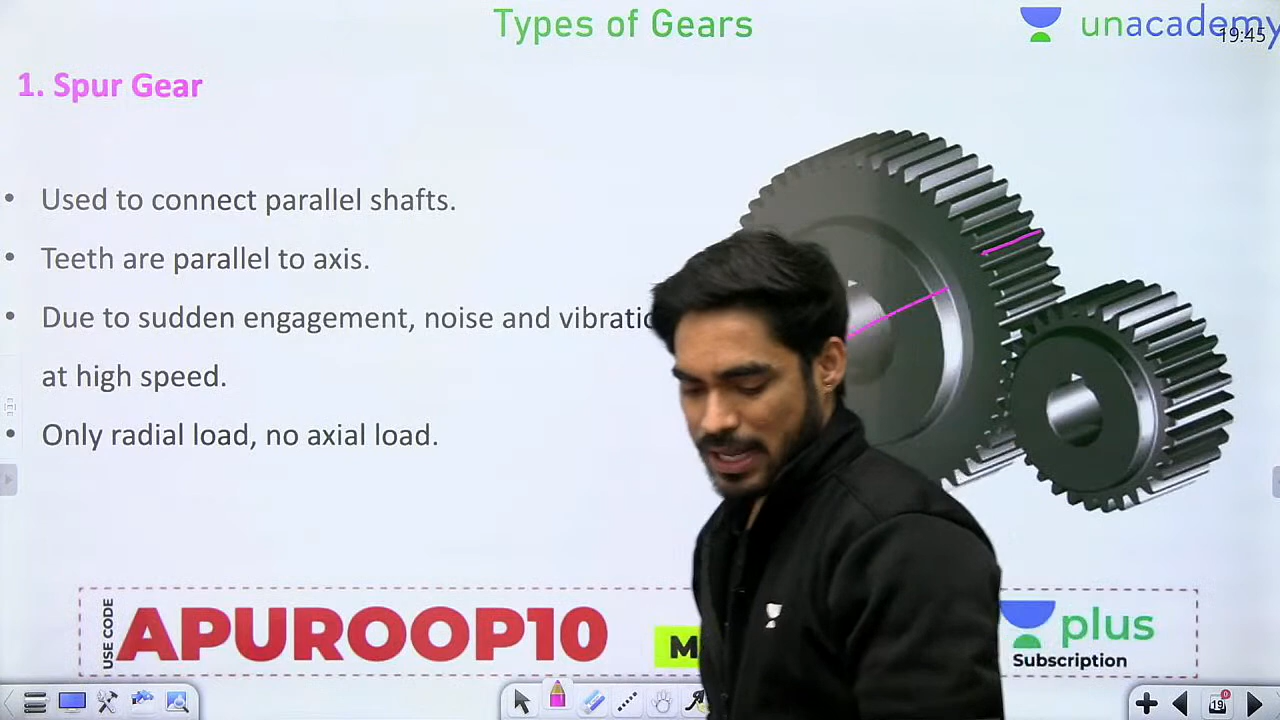 Types of Gears
unacademy
19:45
1. Spur Gear
• Used to connect parallel shafts.
• Teeth are parallel to axis.
• Due to sudden engagement, noise and
at high speed.
• Only radial load, no axial load.
USE CODE
APUROOP10
plus
Subscription
19
0